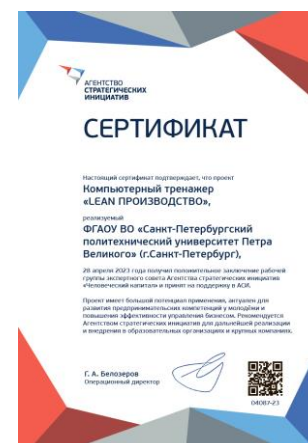 АГЕНТСТВО
СТРАТЕГИЧЕСКИХ
ИНИЦИАТИВ
СЕРТИФИКАТ
Настоящий сертификат подтверждает, что проект
Компьютерный тренажер
«LEAN ПРОИЗВОДСТВО»,
реализуемый
ФГАОУ ВО «Санкт-Петербургский
политехнический университет Петра
Великого» (г.Санкт-Петербург),
28 апреля 2023 года получил положительное заключение рабочей
группы экспертного совета Агентства стратегических инициатив
«Человеческий капитал» и принят на поддержку в АСИ.
Проект имеет большой потенциал применения, актуален для
развития предпринимательских компетенций у молодёжи и
повышения эффективности управления бизнесом. Рекомендуется
Агентством стратегических инициатив для дальнейшей реализации
и внедрения в образовательных организациях и крупных компаниях.
Г. А. Белозеров
Операционный директор
04087-23